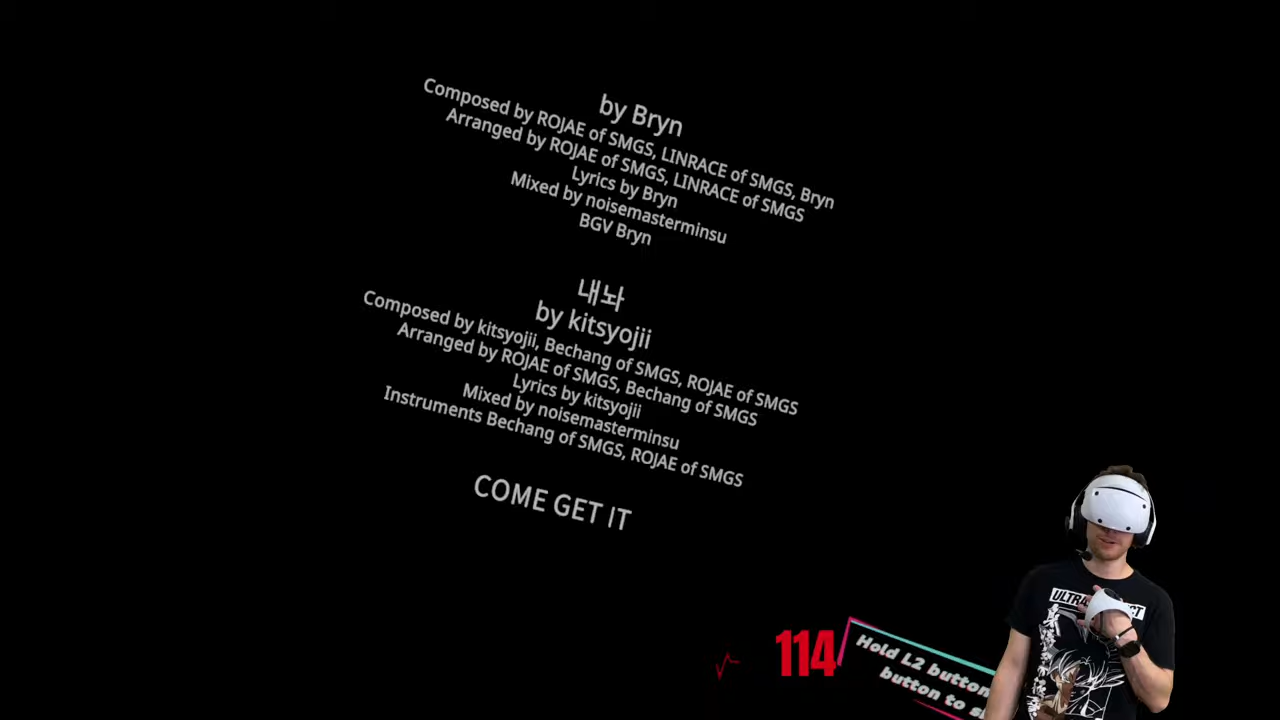 by Bryn
Composed by ROJAE of SMGS, LINRACE of SMGS, Bryn
Arranged by ROJAE of SMGS, LINRACE of SMGS
Lyrics by Bryn
Mixed by noisemasterminsu
BGV Bryn
내놔
by kitsyojii
Composed by kitsyojii, Bechang of SMGS, ROJAE of SMGS
Arranged by ROJAE of SMGS, Bechang of SMGS
Lyrics by kitsyojii
Mixed by noisemasterminsu
Instruments Bechang of SMGS, ROJAE of SMGS
COME GET IT
114
Hold L2 button
button to